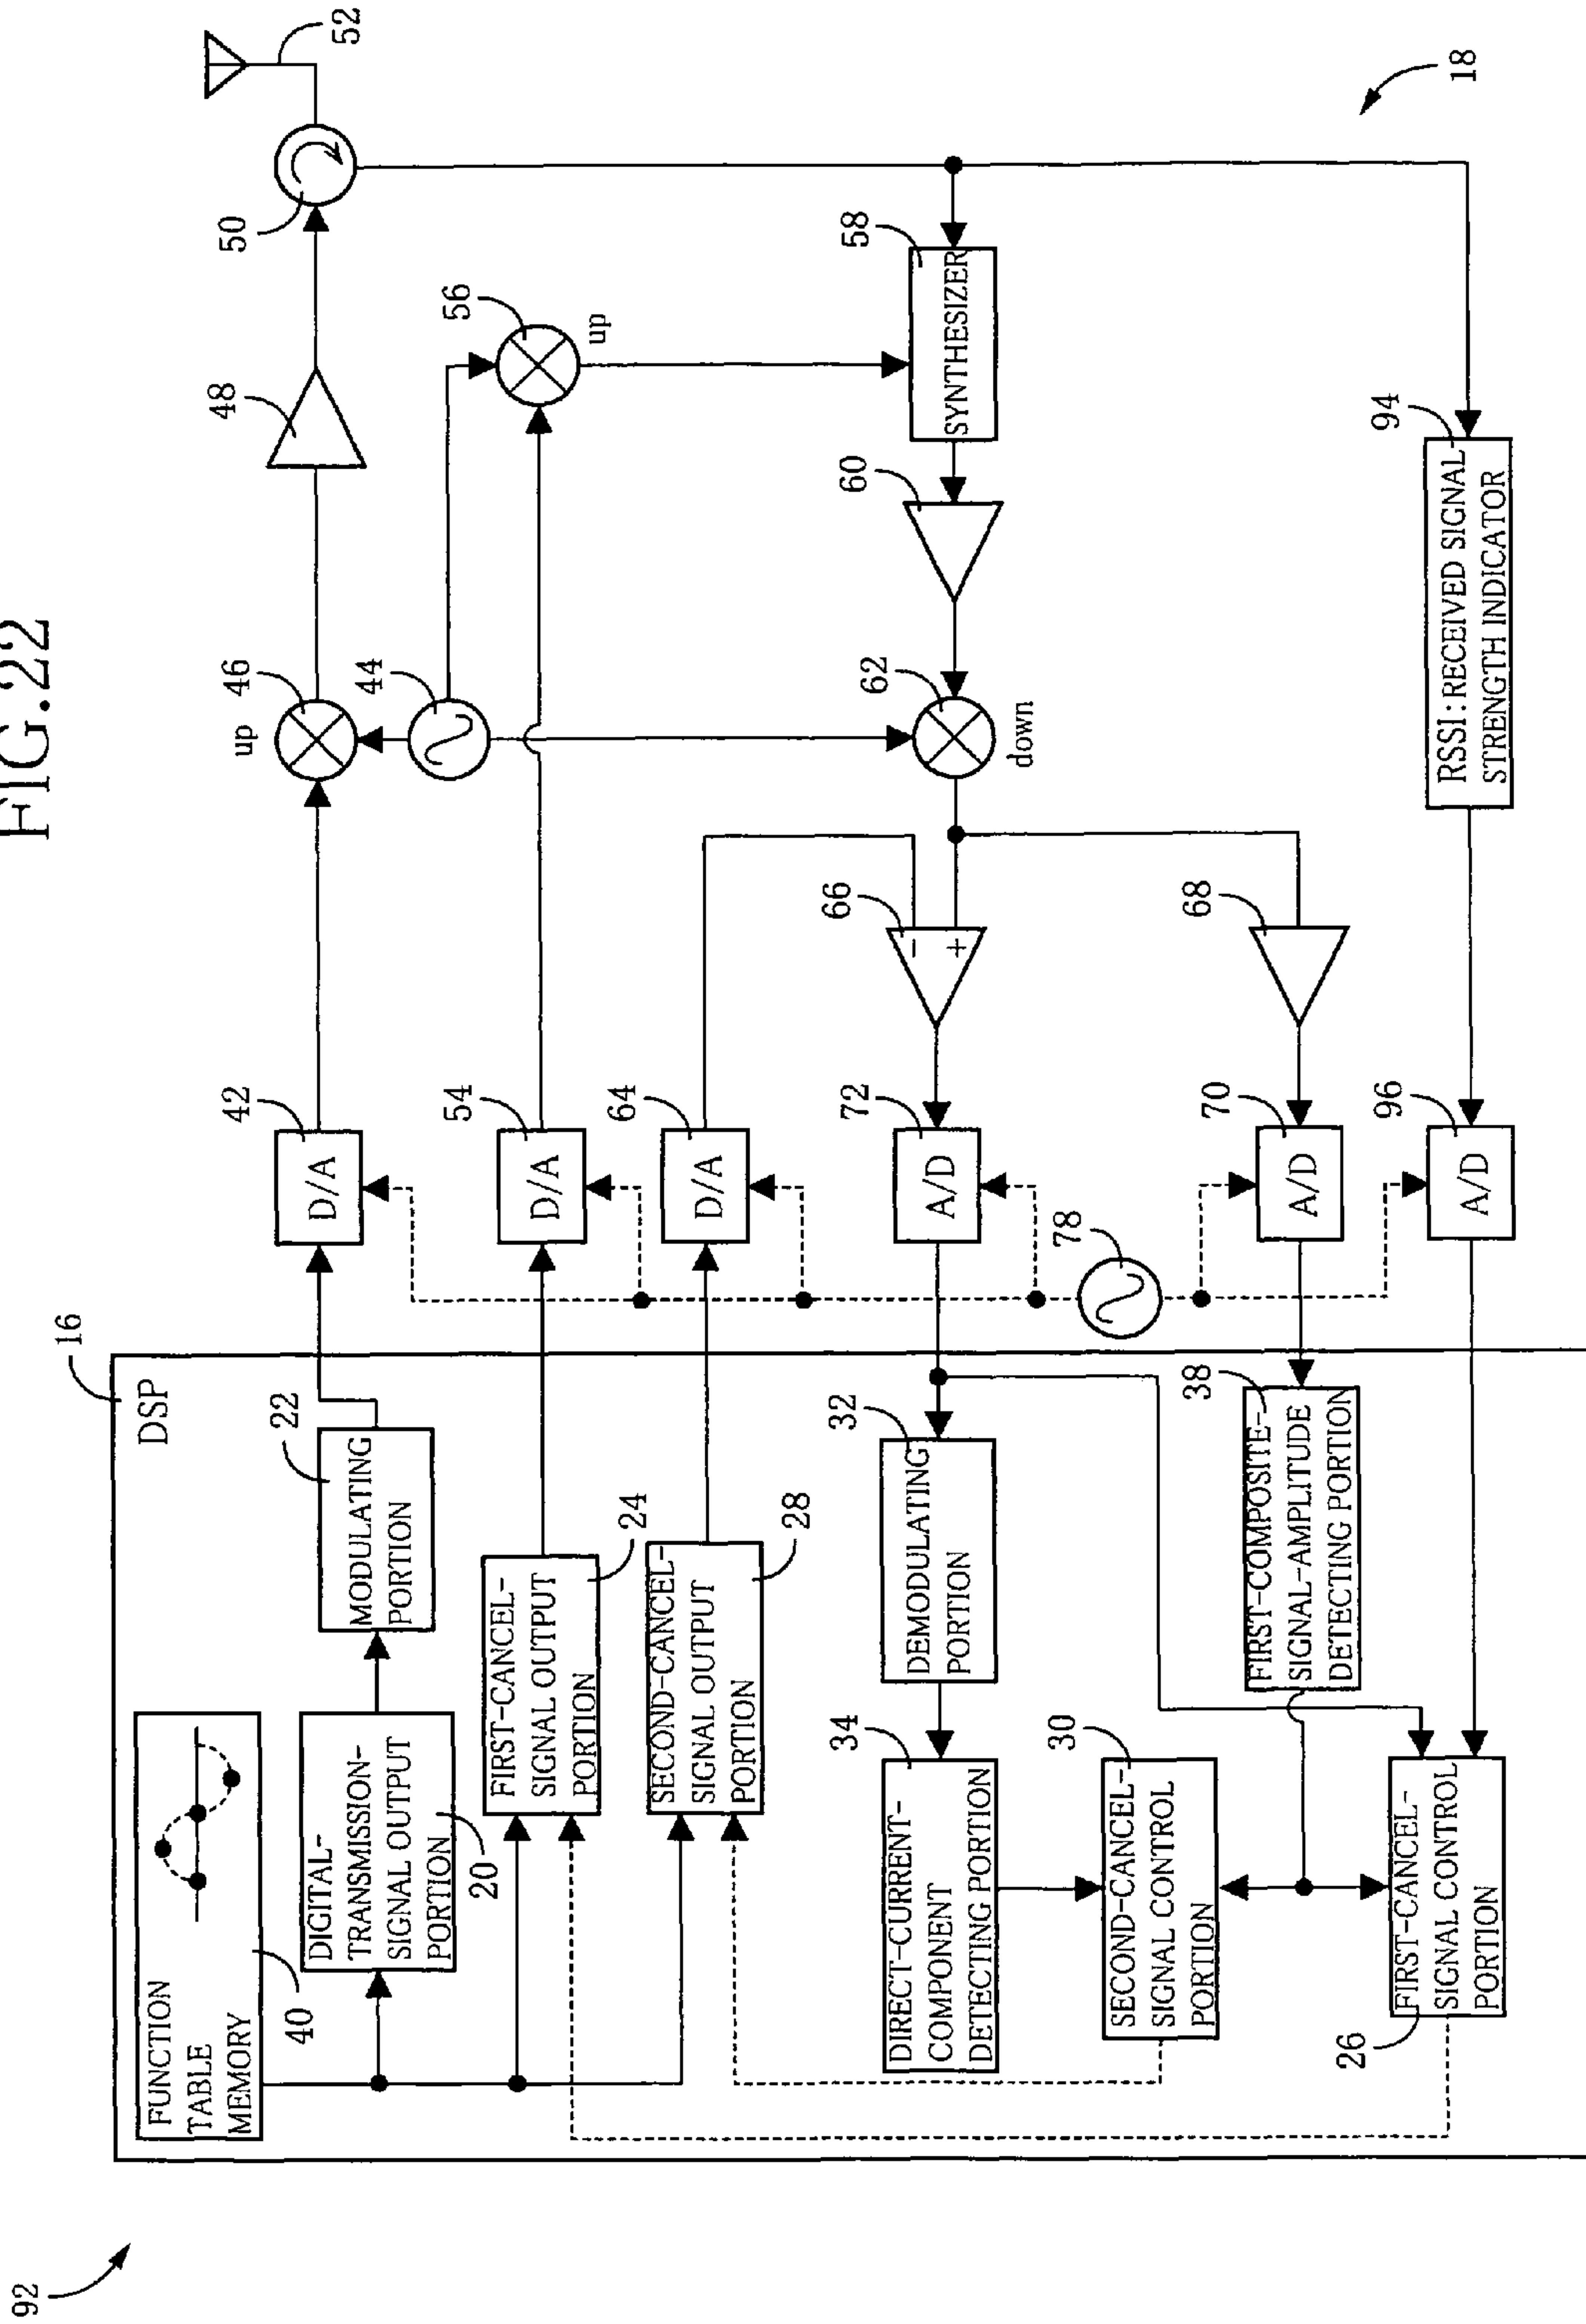 FIG.22
92
18
16
DSP
FUNCTION
TABLE
MEMORY
40
DIGITAL-
TRANSMISSION-
SIGNAL OUTPUT
PORTION
20
MODULATING
PORTION
22
42
D/A
46
up
48
50
52
44
FIRST-CANCEL-
SIGNAL OUTPUT
PORTION
24
54
D/A
56
up
SECOND-CANCEL-
SIGNAL OUTPUT
PORTION
28
64
D/A
58
SYNTHESIZER
60
62
down
66
-
+
72
A/D
32
DEMODULATING
PORTION
34
DIRECT-CURRENT-
COMPONENT
DETECTING PORTION
30
SECOND-CANCEL-
SIGNAL CONTROL
PORTION
78
68
70
A/D
38
FIRST-COMPOSITE-
SIGNAL-AMPLITUDE
DETECTING PORTION
94
RSSI:RECEIVED SIGNAL
STRENGTH INDICATOR
96
A/D
FIRST-CANCEL-
SIGNAL CONTROL
PORTION
26